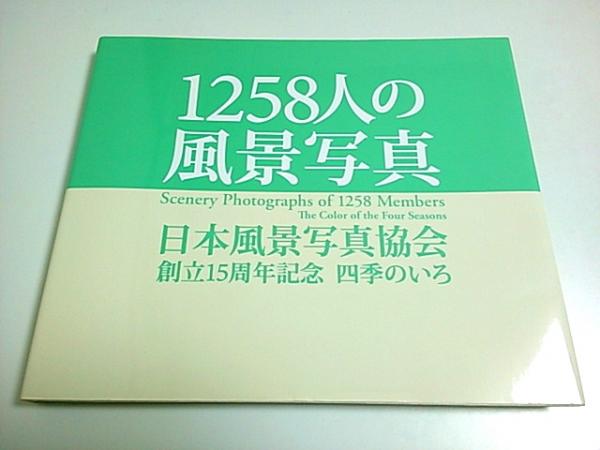 1258人の
風景写真
Scenery Photographs of 1258 Members
The Color of the Four Seasons
日本風景写真協会
創立15周年記念 四季のいろ